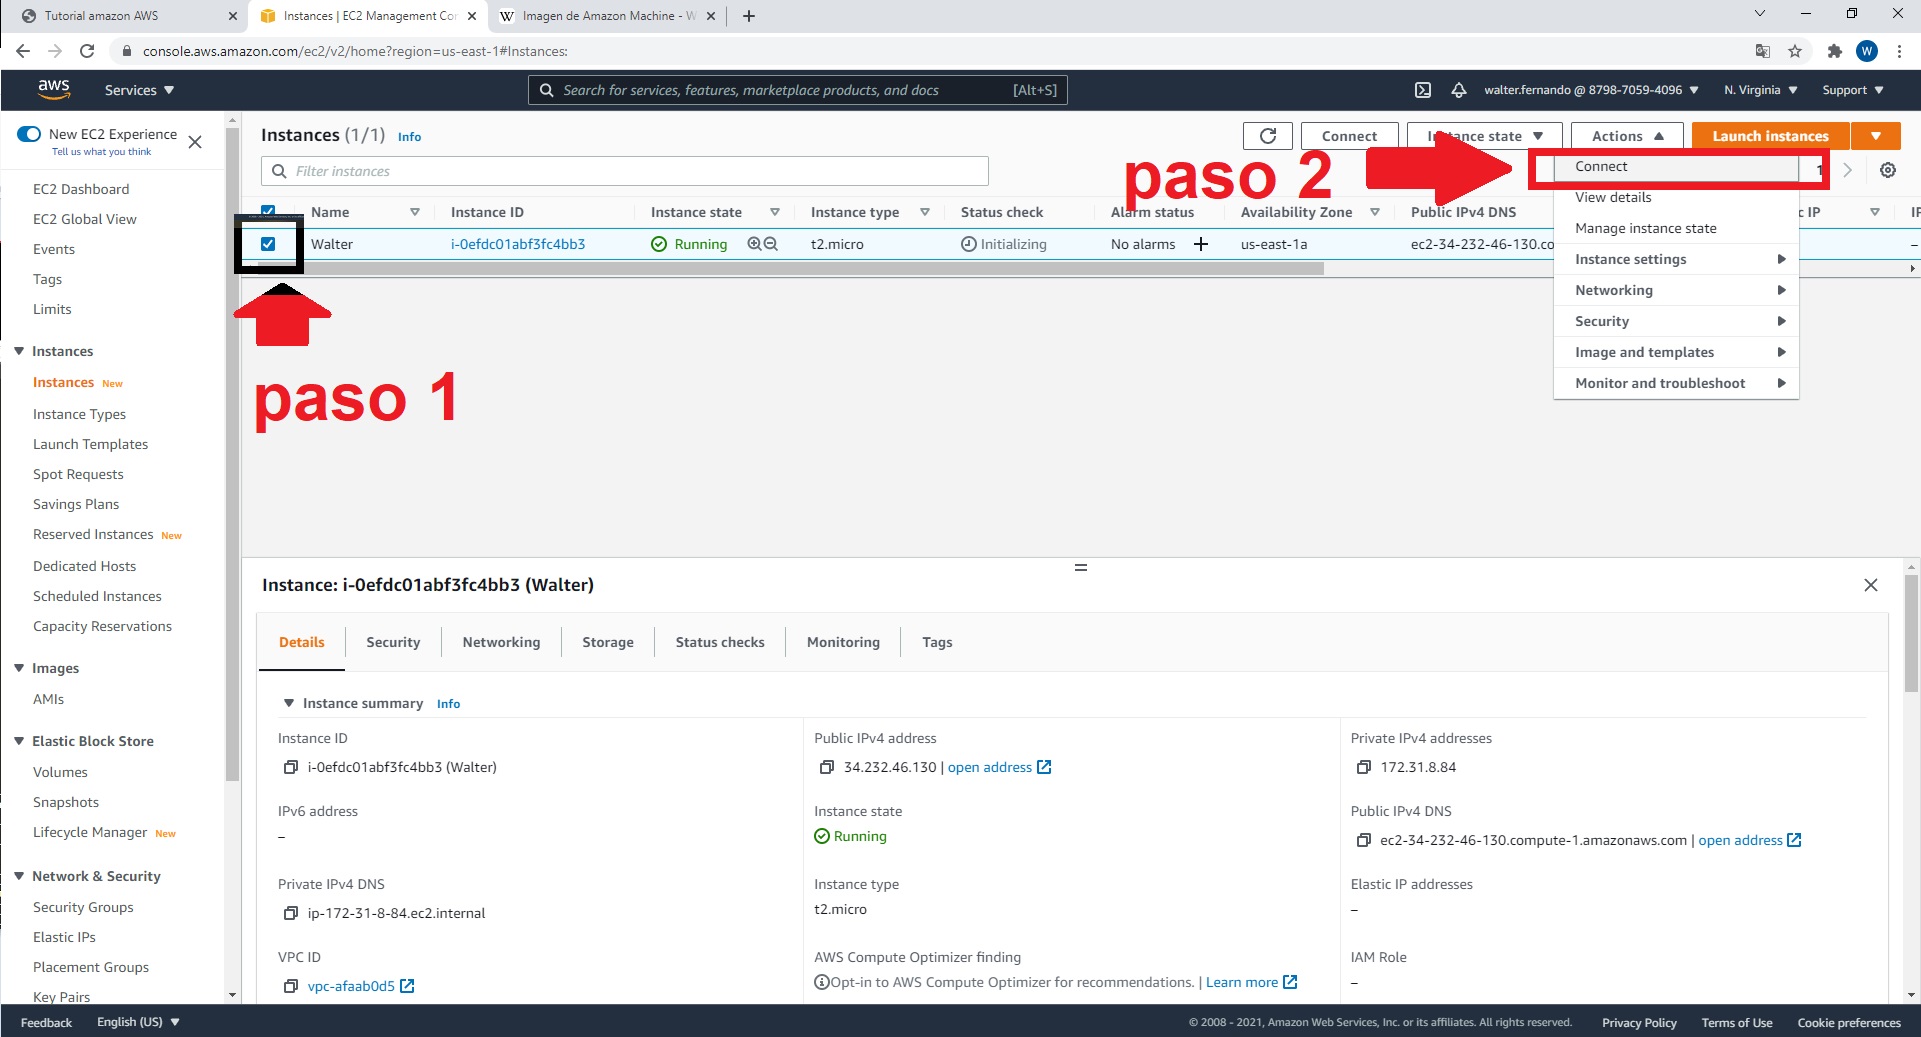 Tutorial amazon AWS
Instances | EC2 Management Con
W Imagen de Amazon Machine - W
console.aws.amazon.com/ec2/v2/home?region=us-east-1#Instances:
W
aws Services
Search for services, features, marketplace products, and docs [Alt+S]
walter.fernando @ 8798-7059-4096 N. Virginia Support
New EC2 Experience
Tell us what you think
EC2 Dashboard
EC2 Global View
Events
Tags
Limits
Instances
Instances New
Instance Types
Launch Templates
Spot Requests
Savings Plans
Reserved Instances New
Dedicated Hosts
Scheduled Instances
Capacity Reservations
Images
AMIs
Elastic Block Store
Volumes
Snapshots
Lifecycle Manager New
Network & Security
Security Groups
Elastic IPs
Placement Groups
Key Pairs
Instances (1/1) Info
Connect Instance state Actions Launch instances
Filter instances
1
paso 2
Connect
View details
Manage instance state
Instance settings
Networking
Security
Image and templates
Monitor and troubleshoot
Name Instance ID Instance state Instance type Status check Alarm status Availability Zone Public IPv4 DNS IP IP
Walter i-0efdc01abf3fc4bb3 Running t2.micro Initializing No alarms + us-east-1a ec2-34-232-46-130.co –
paso 1
Instance: i-0efdc01abf3fc4bb3 (Walter)
Details Security Networking Storage Status checks Monitoring Tags
Instance summary Info
Instance ID
i-0efdc01abf3fc4bb3 (Walter)
Public IPv4 address
34.232.46.130 | open address
Private IPv4 addresses
172.31.8.84
IPv6 address
–
Instance state
Running
Public IPv4 DNS
ec2-34-232-46-130.compute-1.amazonaws.com | open address
Private IPv4 DNS
ip-172-31-8-84.ec2.internal
Instance type
t2.micro
Elastic IP addresses
–
VPC ID
vpc-afaab0d5
AWS Compute Optimizer finding
Opt-in to AWS Compute Optimizer for recommendations. | Learn more
IAM Role
–
Feedback English (US)
© 2008 - 2021, Amazon Web Services, Inc. or its affiliates. All rights reserved. Privacy Policy Terms of Use Cookie preferences